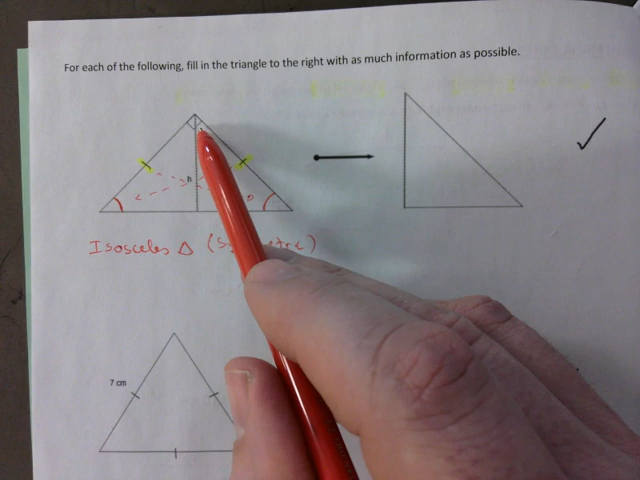 For each of the following, fill in the triangle to the right with as much information as possible.
h
Isosceles Δ
7 cm